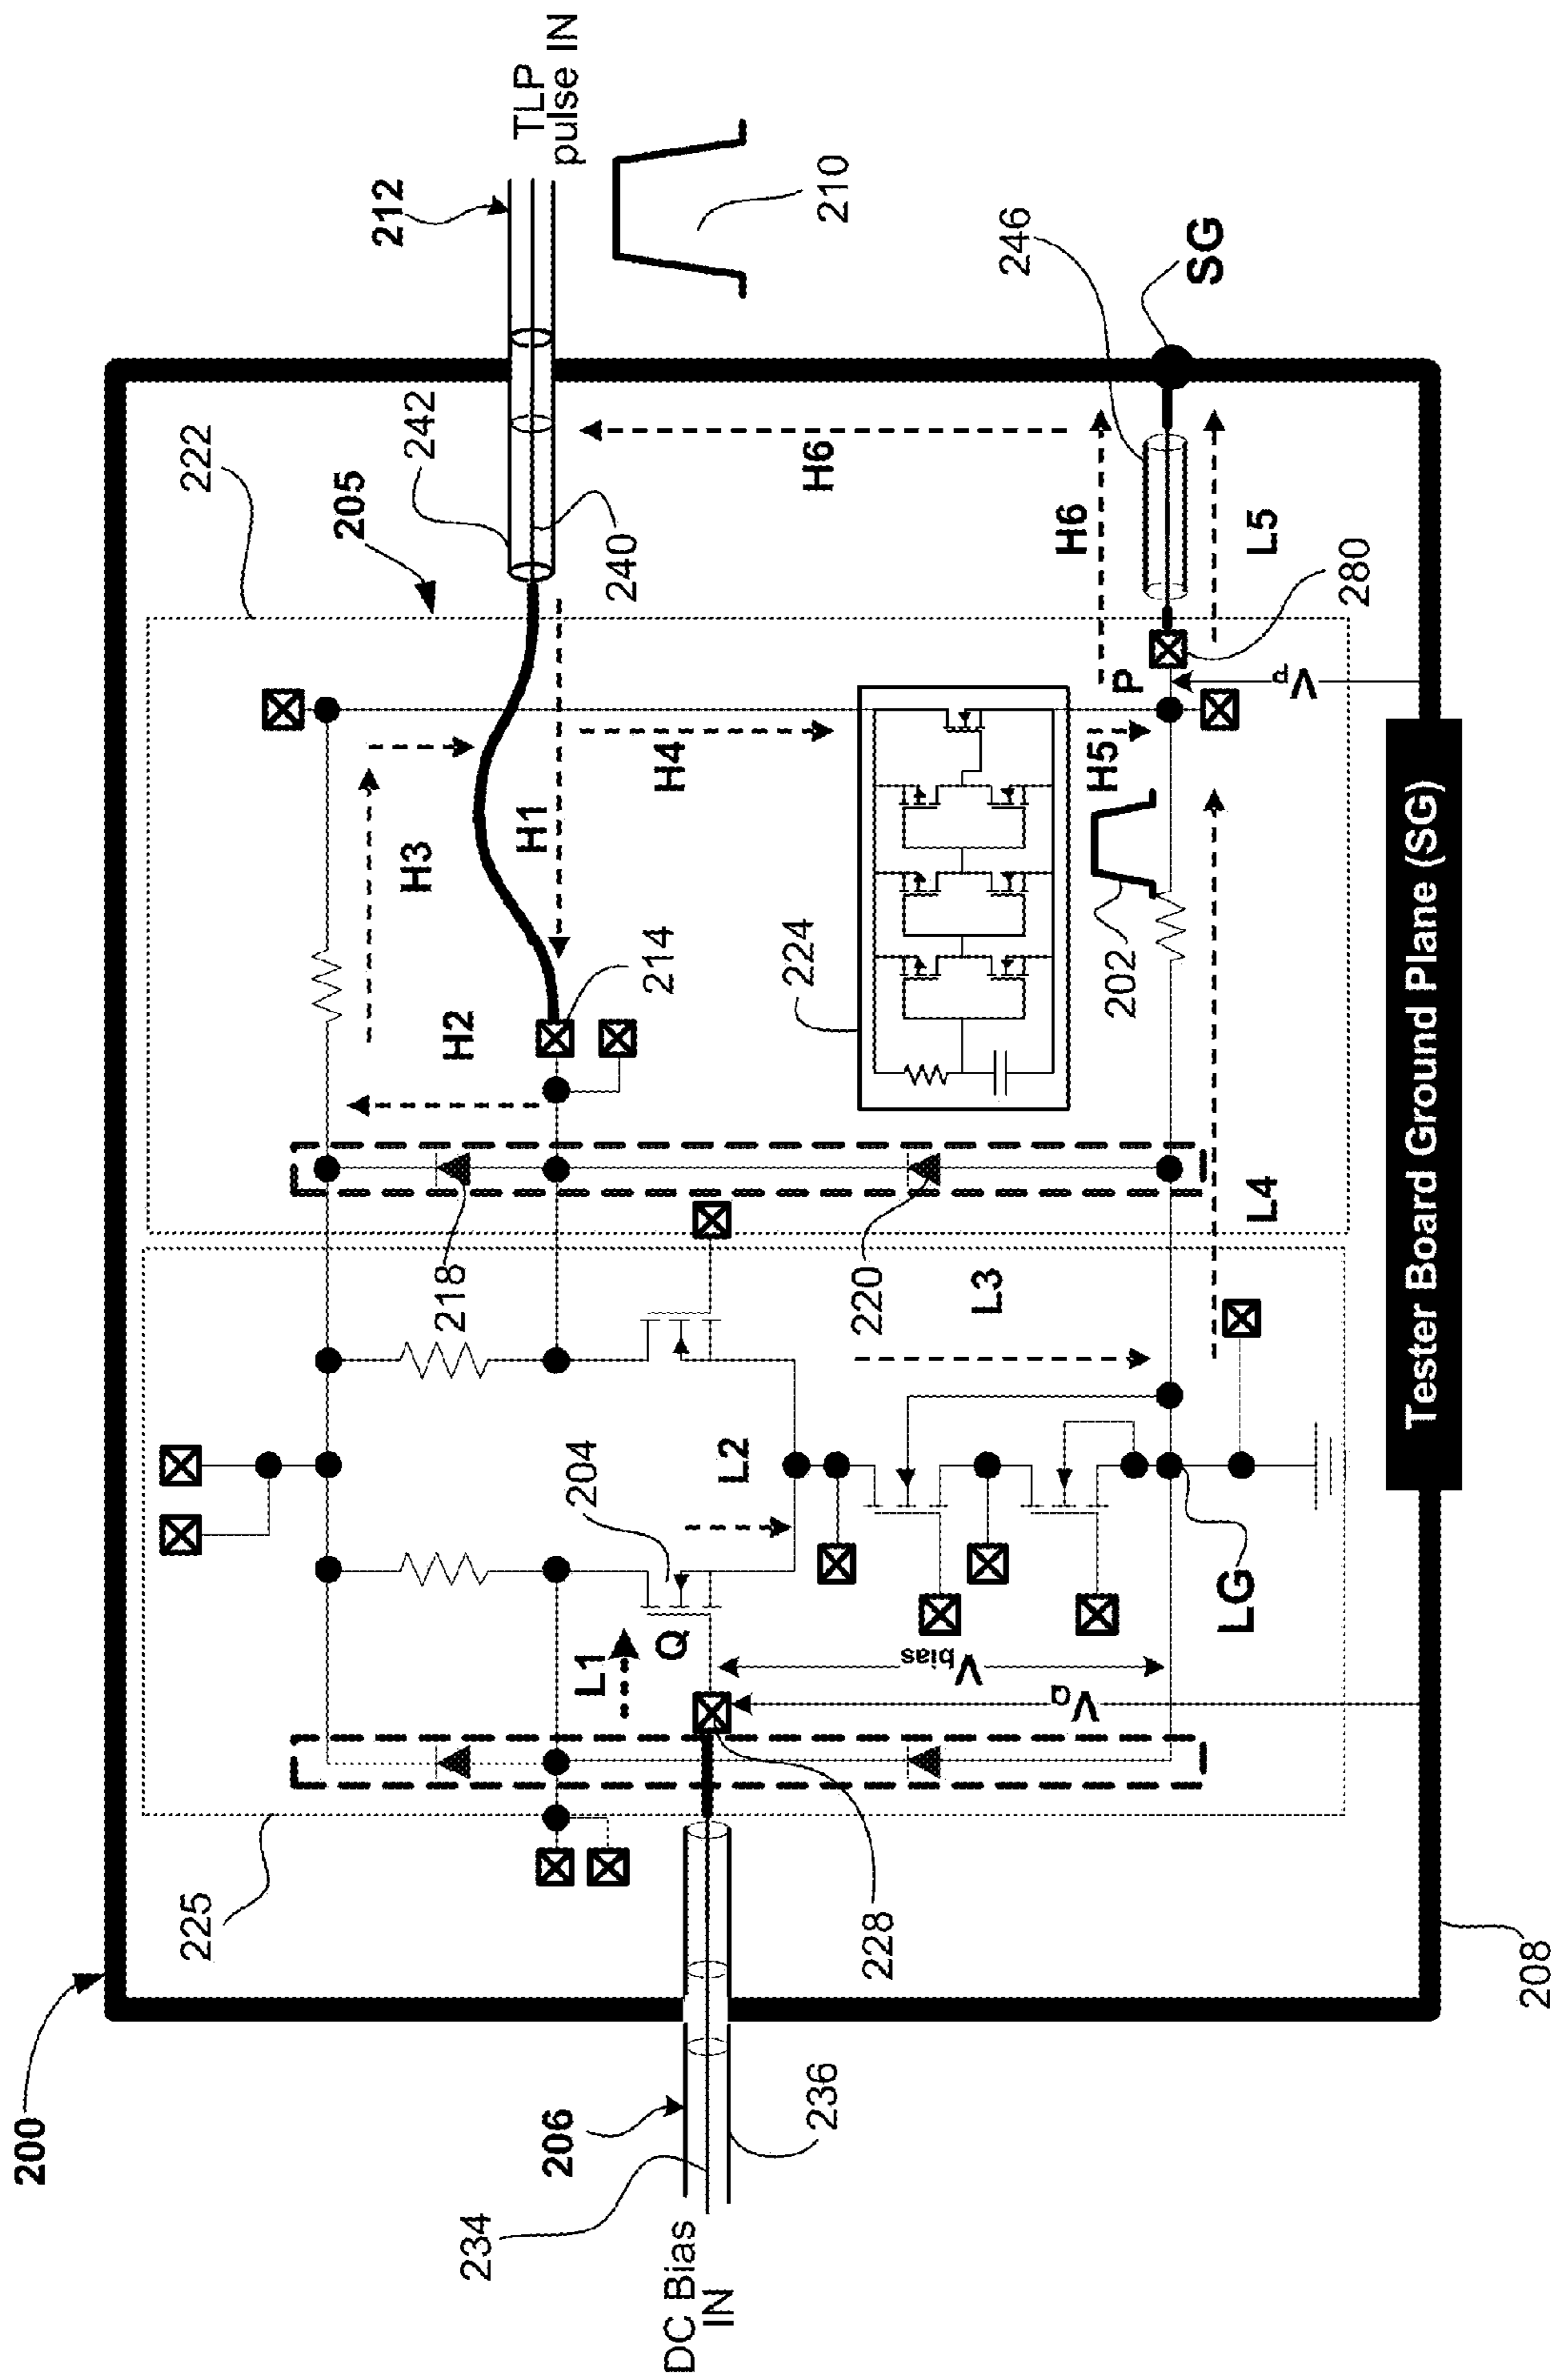 200
DC Bias
IN
234
206
236
208
225
228
L1
Q
204
L2
V bias
VQ
LG
L3
L4
218
220
222
205
H2
214
H3
H1
H4
224
202
H5
P
VP
280
H6
L5
246
SG
H6
240
242
212
TLP
pulse IN
210
Tester Board Ground Plane (SG)